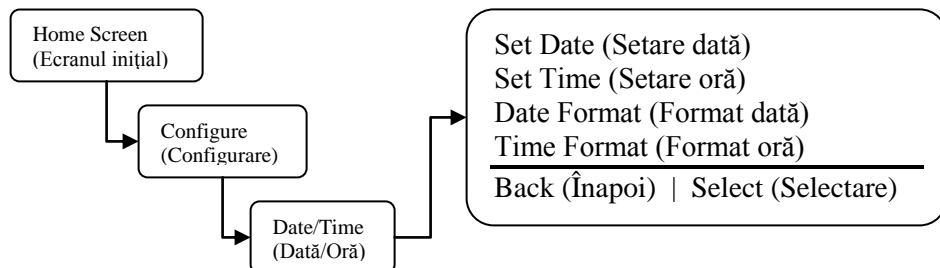 Home Screen
(Ecranul inițial)
Configure
(Configurare)
Date/Time
(Dată/Oră)
Set Date (Setare dată)
Set Time (Setare oră)
Date Format (Format dată)
Time Format (Format oră)
Back (Înapoi) | Select (Selectare)